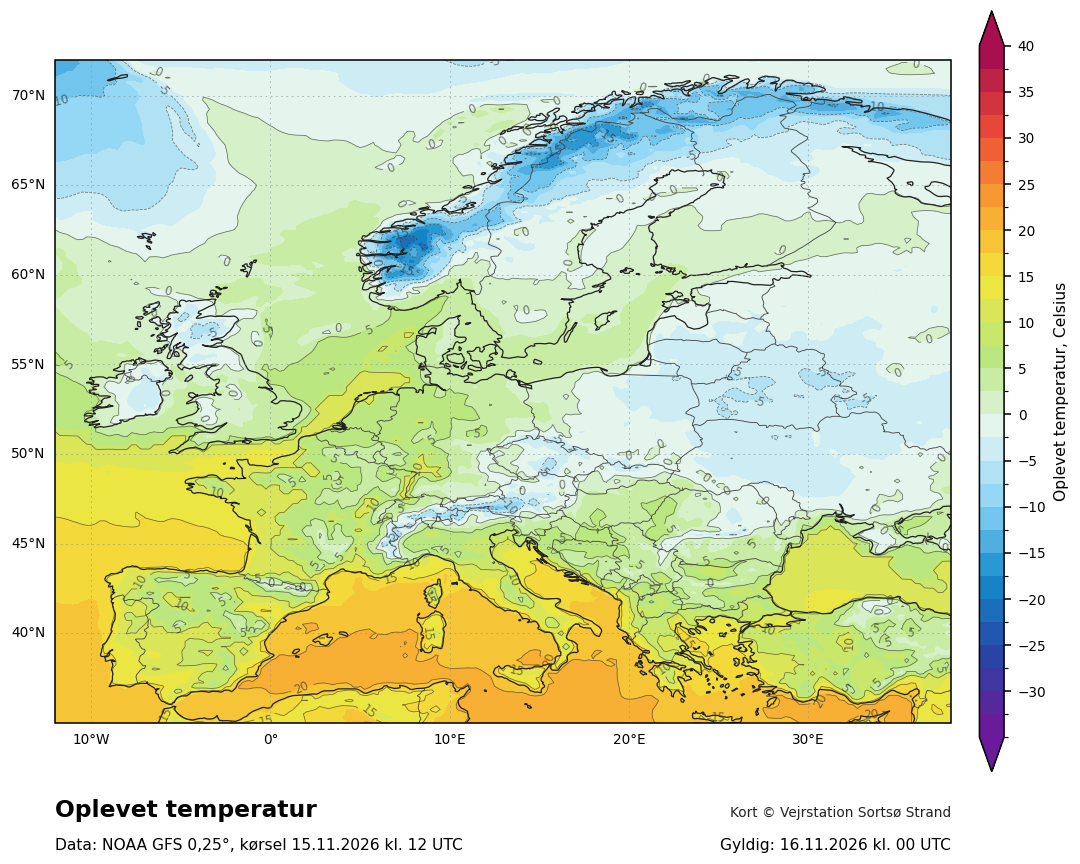 70°N
65°N
60°N
55°N
50°N
45°N
40°N
10°W
0°
10°E
20°E
30°E
40
35
30
25
20
15
10
5
0
−5
−10
−15
−20
−25
−30
Oplevet temperatur, Celsius
Oplevet temperatur
Kort © Vejrstation Sortsø Strand
Data: NOAA GFS 0,25°, kørsel 15.11.2026 kl. 12 UTC
Gyldig: 16.11.2026 kl. 00 UTC